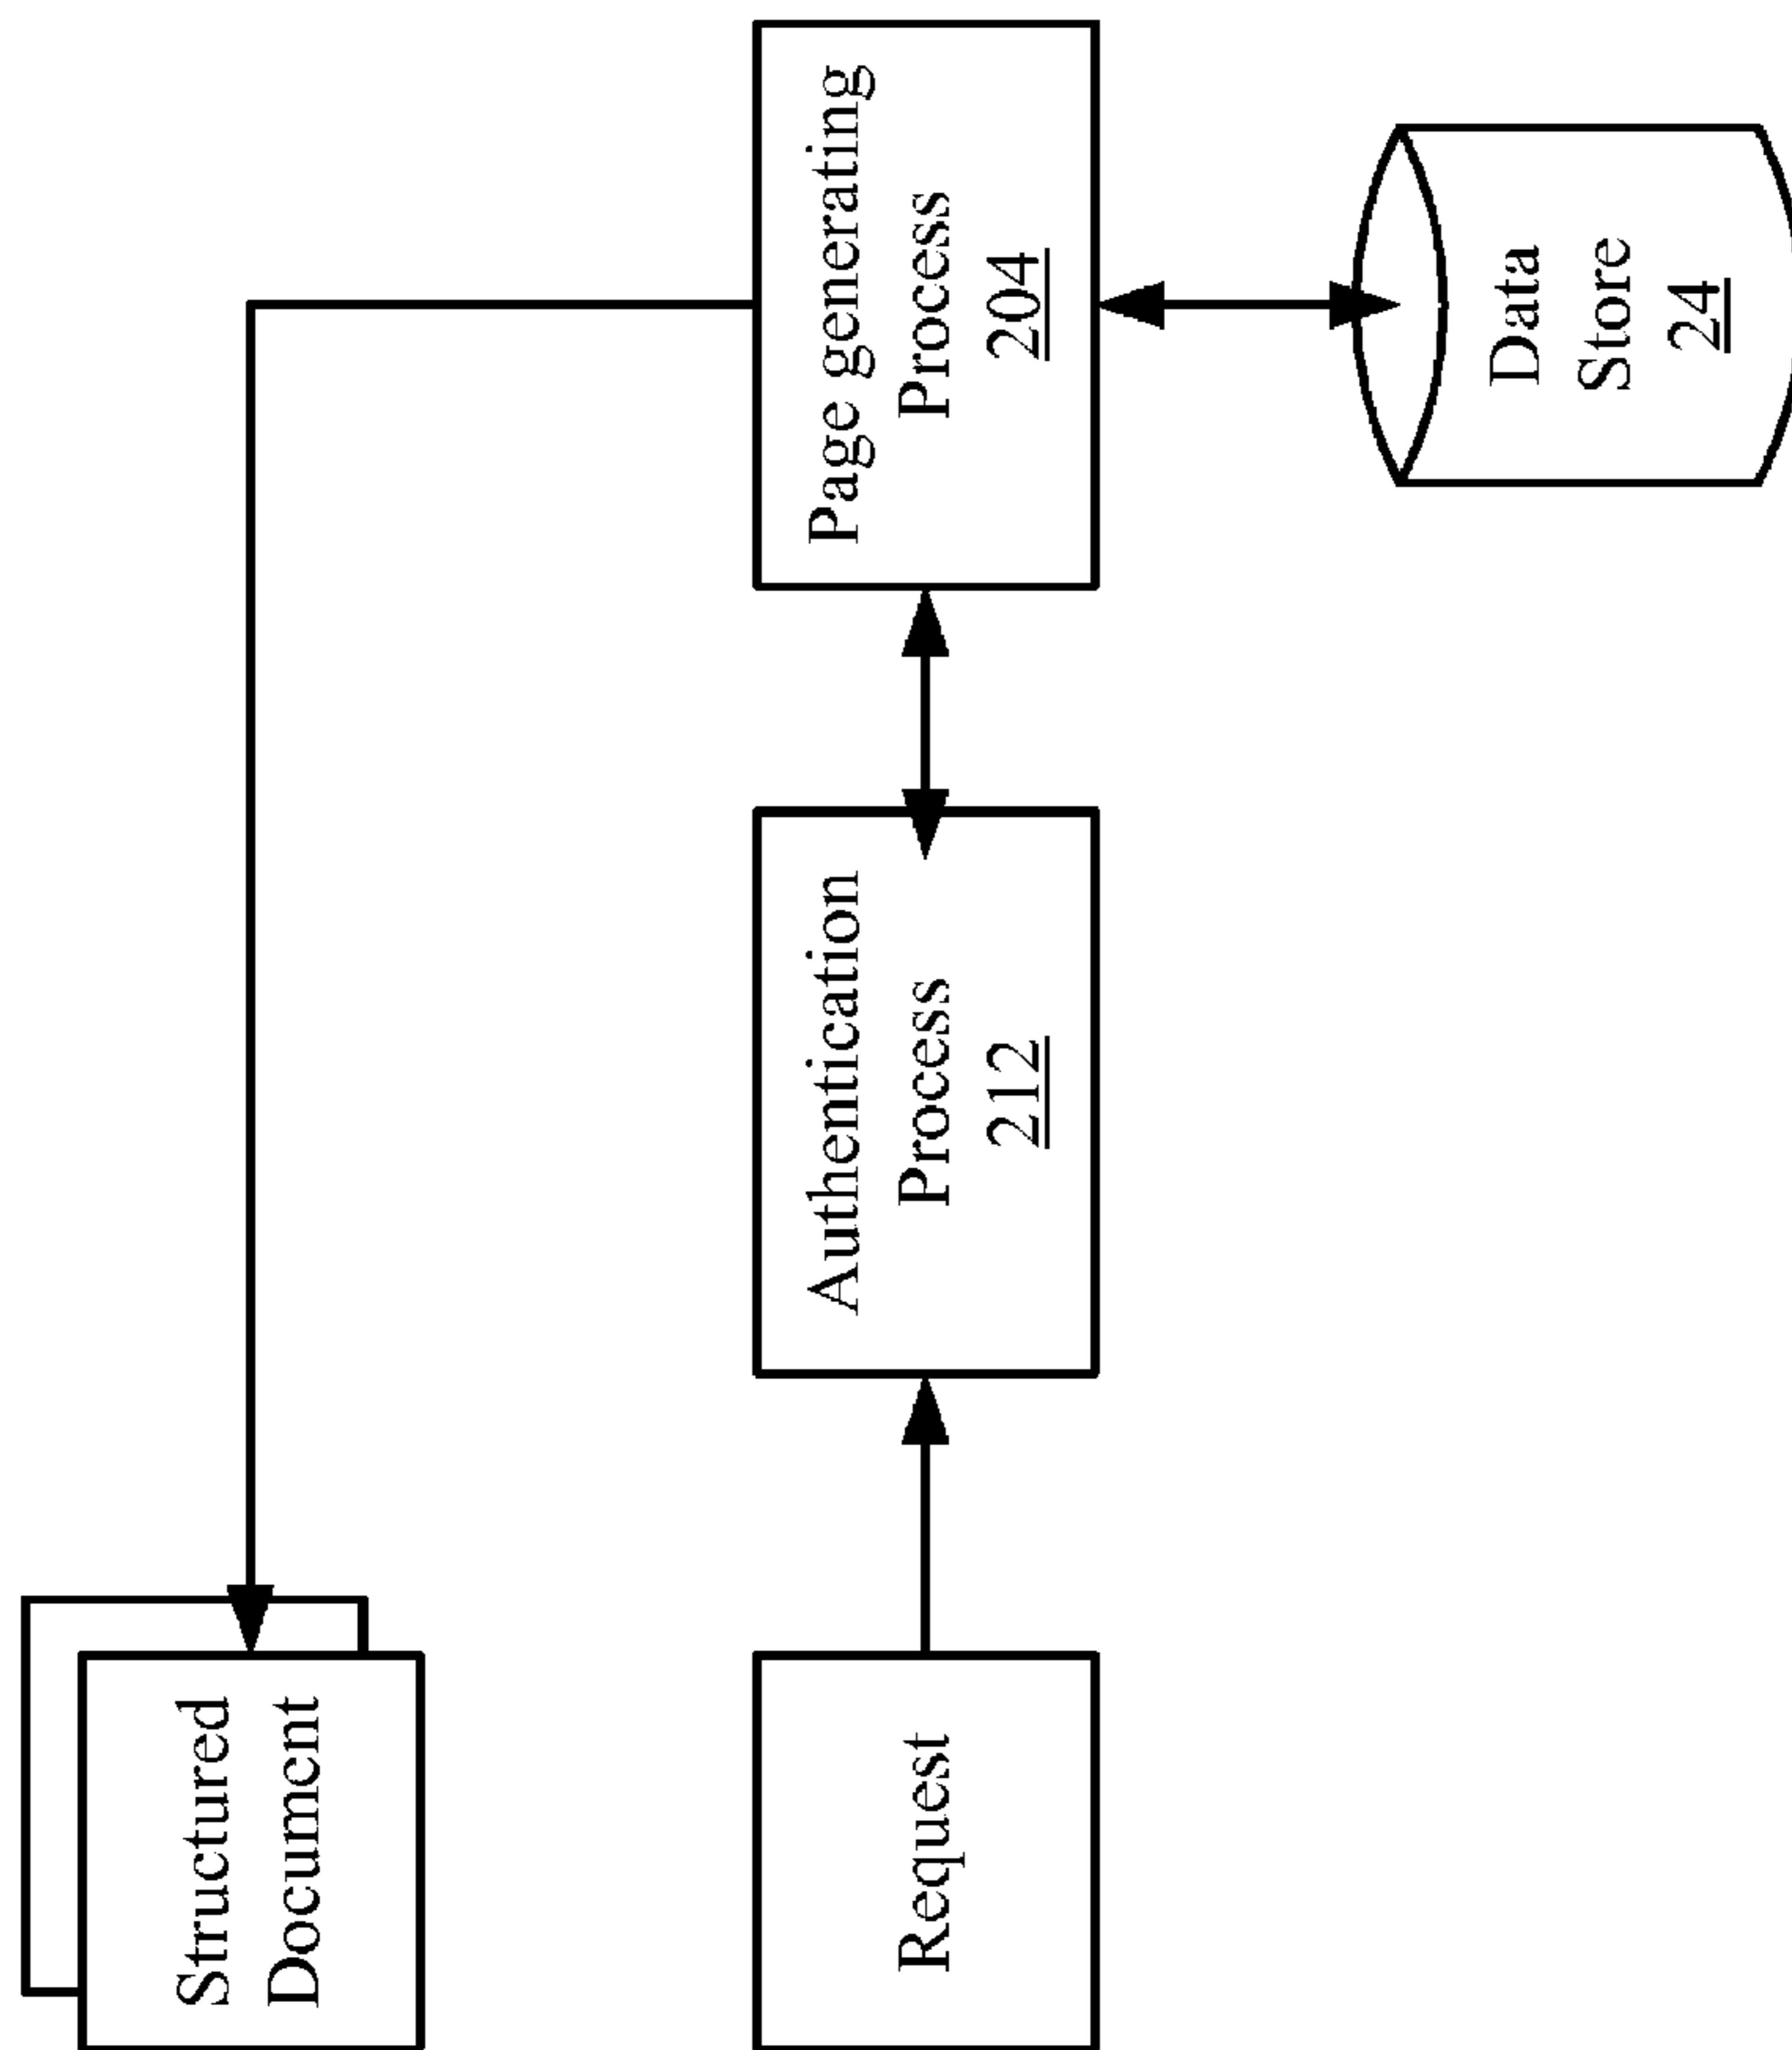 Structured
Document
Request
Authentication
Process
212
Page generating
Process
204
Data
Store
24